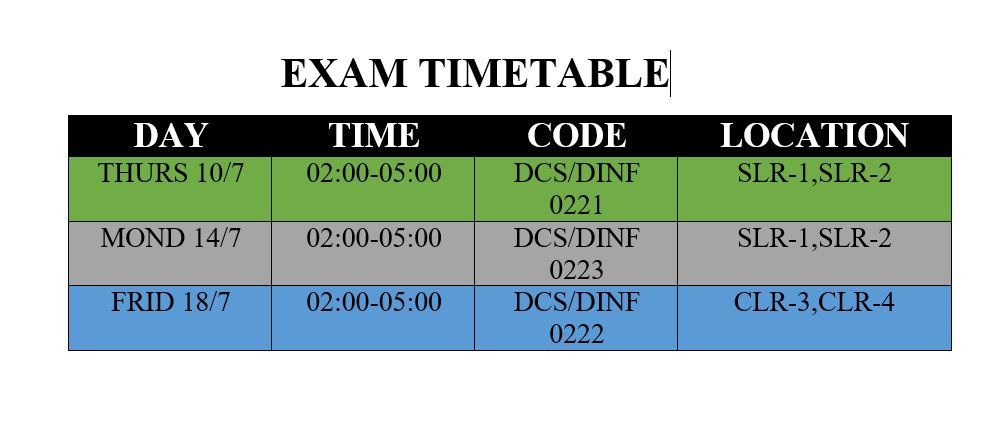 EXAM TIMETABLE
DAY TIME CODE LOCATION
THURS 10/7 02:00-05:00 DCS/DINF SLR-1,SLR-2
0221
MOND 14/7 02:00-05:00 DCS/DINF SLR-1,SLR-2
0223
FRID 18/7 02:00-05:00 DCS/DINF CLR-3,CLR-4
0222